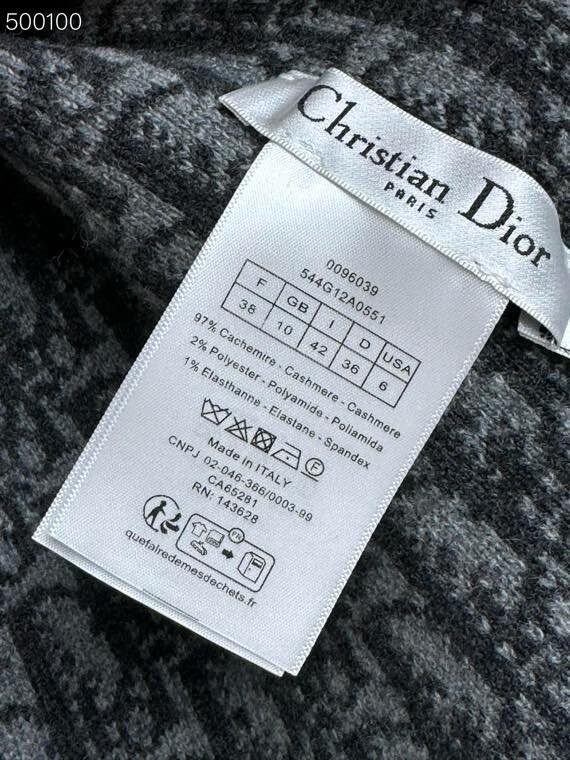 500100
Christian Dior
PARIS
0096039
544G12A0551
F GB I D USA
38 10 42 36 6
97% Cachemire - Cashmere - Cashmere
2% Polyester - Polyamide - Poliamida
1% Elasthanne - Elastane - Spandex
F
Made in ITALY
CNPJ 02-046-366/0003-99
CA65281
RN: 143628
FR
quefairedemesdechets.fr